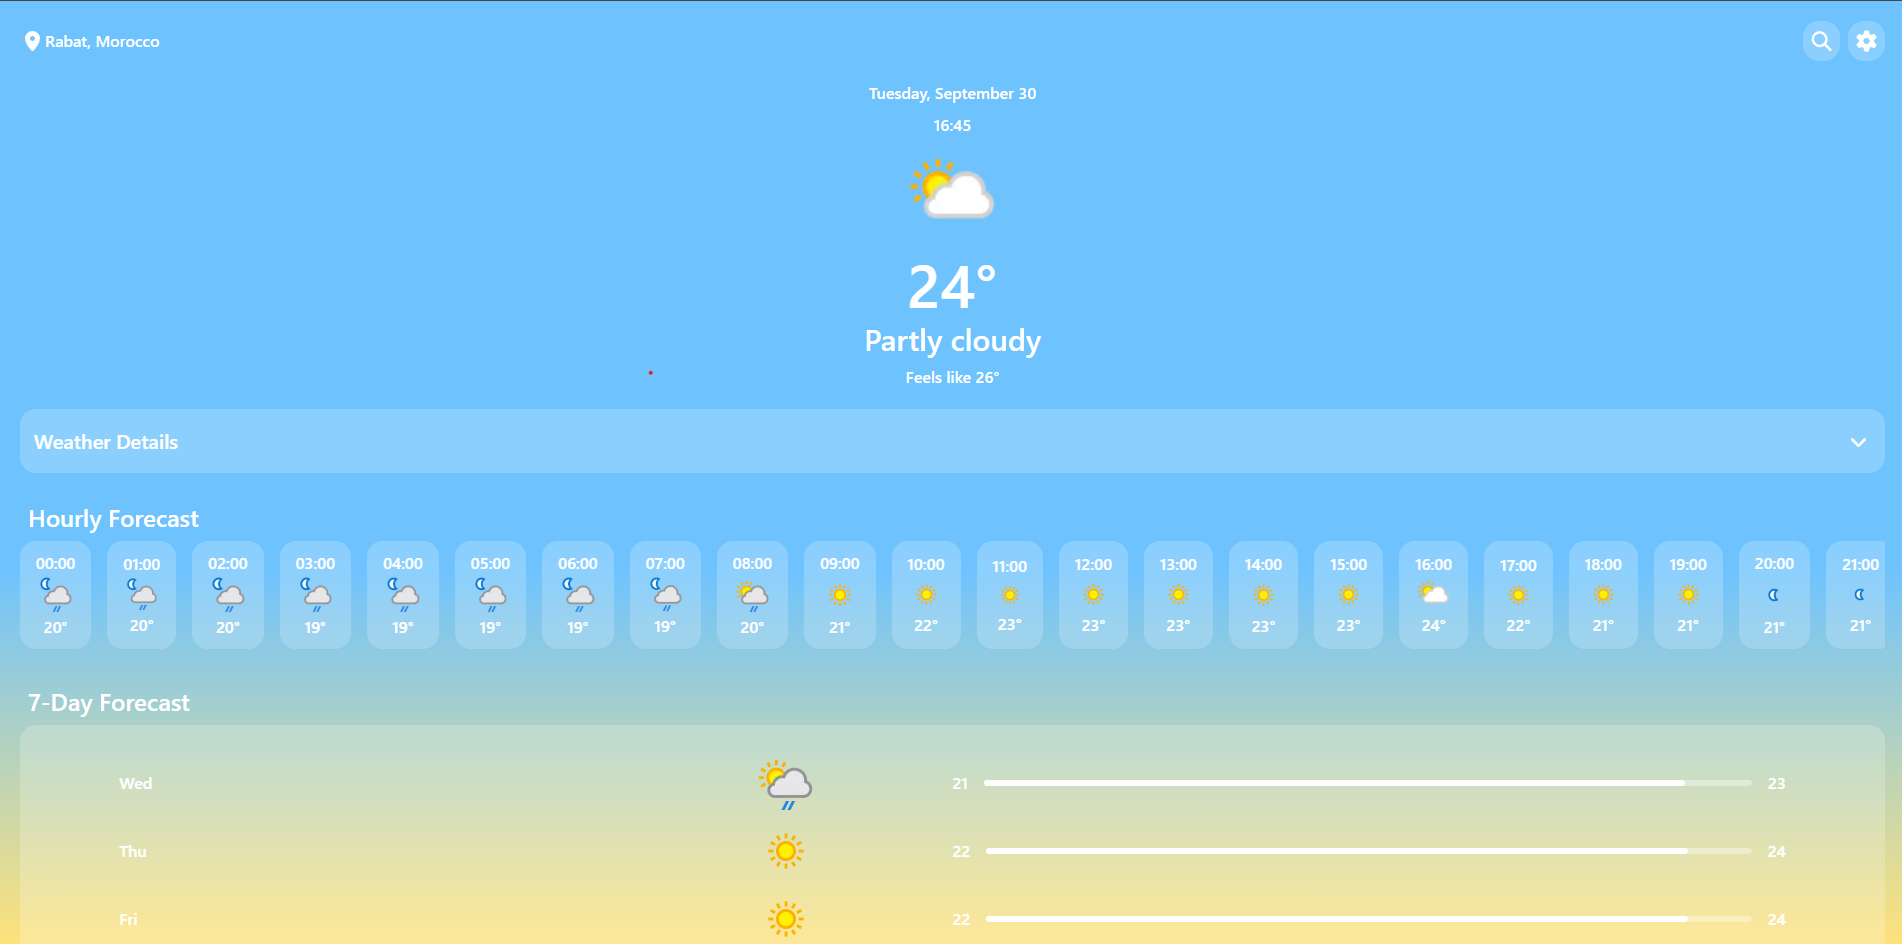 Rabat, Morocco
Tuesday, September 30
16:45
24°
Partly cloudy
Feels like 26°
Weather Details
Hourly Forecast
00:00 01:00 02:00 03:00 04:00 05:00 06:00 07:00 08:00 09:00 10:00 11:00 12:00 13:00 14:00 15:00 16:00 17:00 18:00 19:00 20:00 21:00
20° 20° 20° 19° 19° 19° 19° 19° 20° 21° 22° 23° 23° 23° 23° 23° 24° 22° 21° 21° 21° 21°
7-Day Forecast
Wed 21 23
Thu 22 24
Fri 22 24